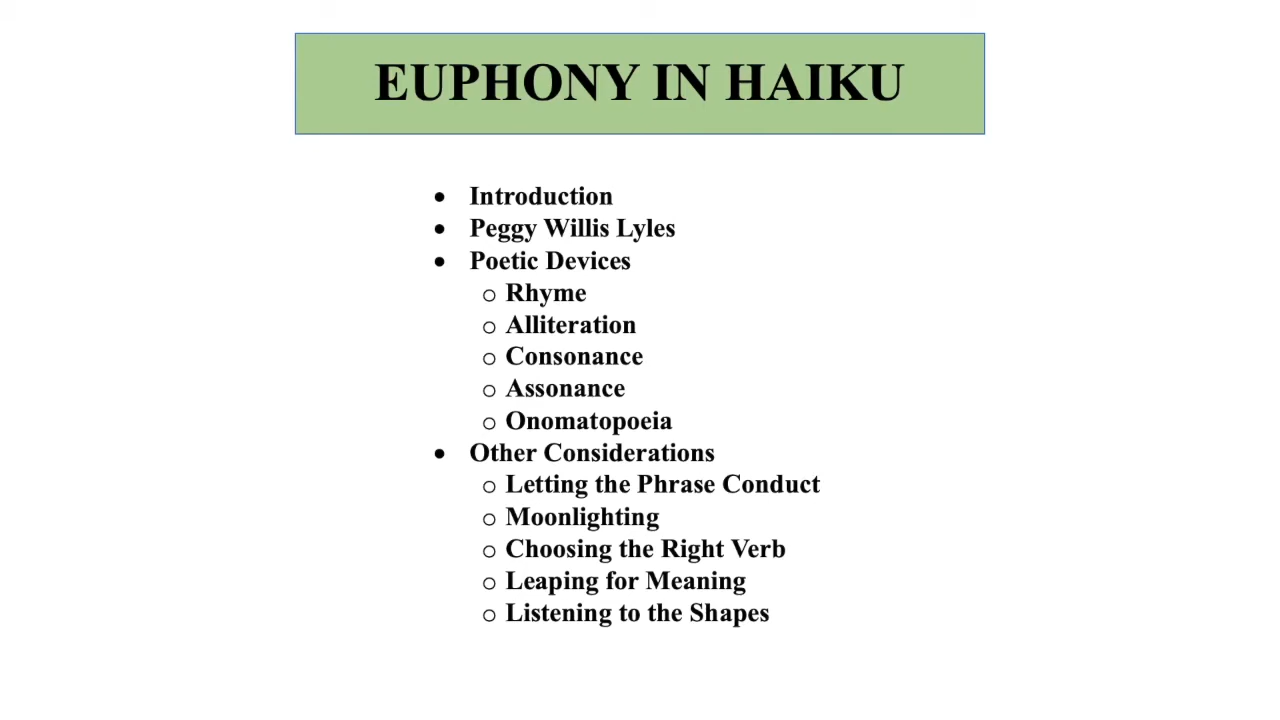 EUPHONY IN HAIKU
• Introduction
• Peggy Willis Lyles
• Poetic Devices
o Rhyme
o Alliteration
o Consonance
o Assonance
o Onomatopoeia
• Other Considerations
o Letting the Phrase Conduct
o Moonlighting
o Choosing the Right Verb
o Leaping for Meaning
o Listening to the Shapes